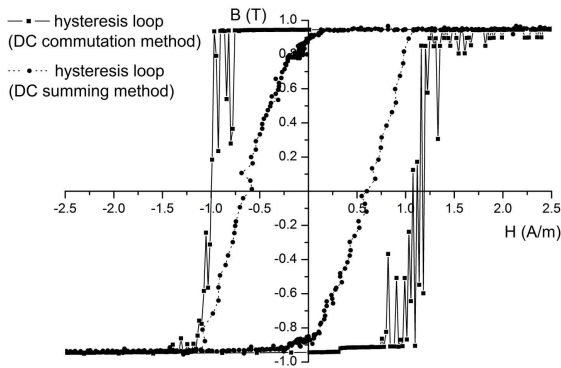 B (T)
hysteresis loop
(DC commutation method)
hysteresis loop
(DC summing method)
1.0
0.8
0.6
0.4
0.2
-0.2
-0.4
-0.6
-0.8
-1.0
-2.5 -2.0 -1.5 -1.0 -0.5 0.0 0.5 1.0 1.5 2.0 2.5
H (A/m)